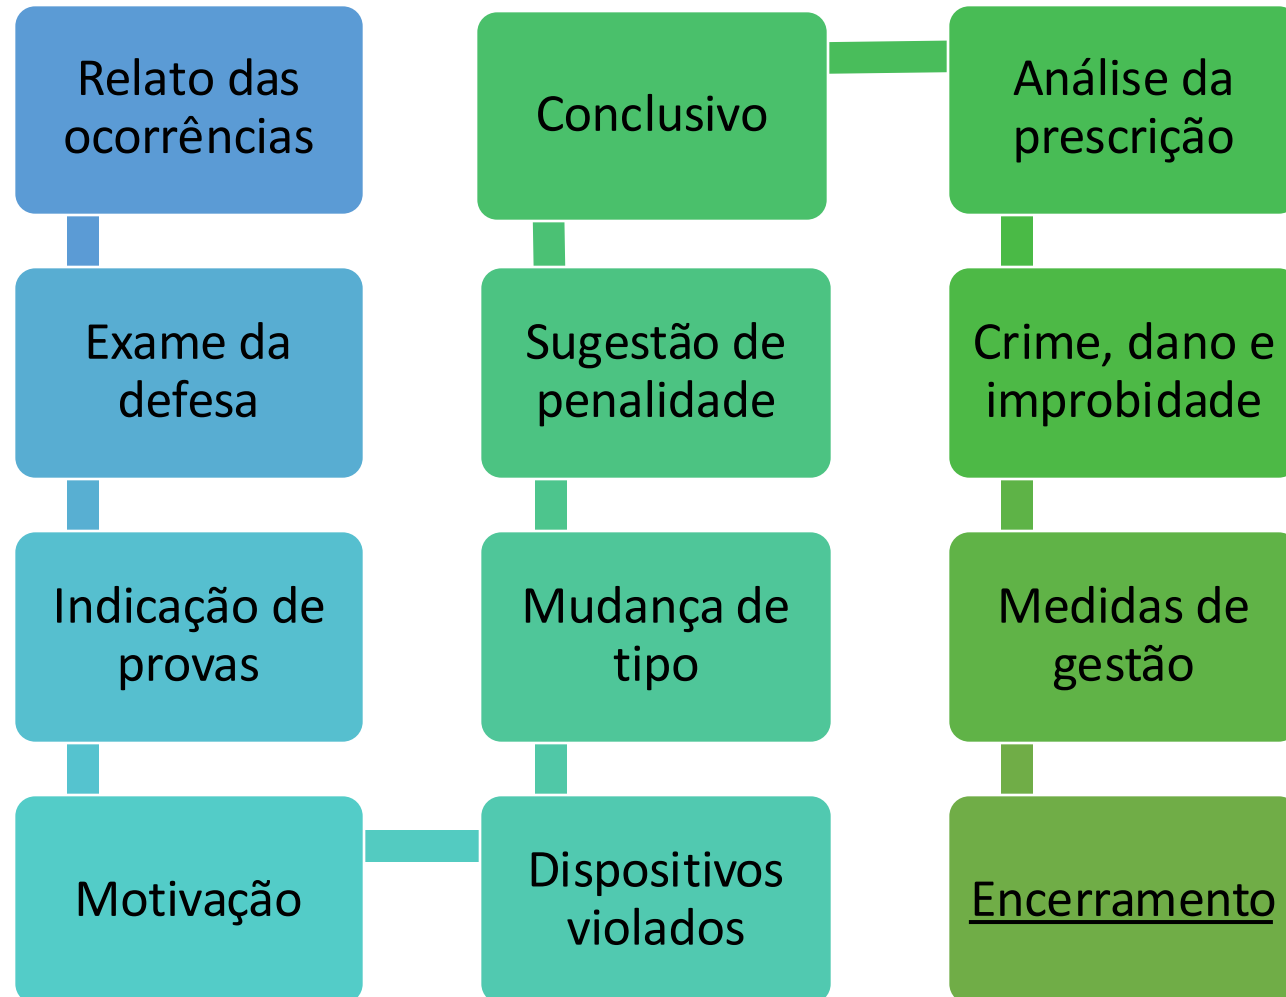 Relato das
ocorrências
Exame da
defesa
Indicação de
provas
Motivação
Dispositivos
violados
Mudança de
tipo
Sugestão de
penalidade
Conclusivo
Análise da
prescrição
Crime, dano e
improbidade
Medidas de
gestão
Encerramento